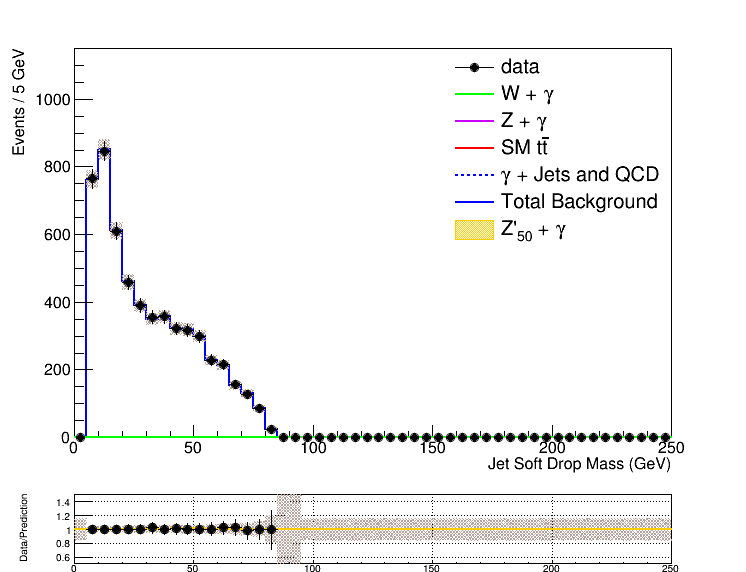 Events / 5 GeV
1000
800
600
400
200
0
data
W + γ
Z + γ
SM tt̄
γ + Jets and QCD
Total Background
Z'50 + γ
0 50 100 150 200 250
Jet Soft Drop Mass (GeV)
Data/Prediction
1.4
1.2
1
0.8
0.6
0 50 100 150 200 250